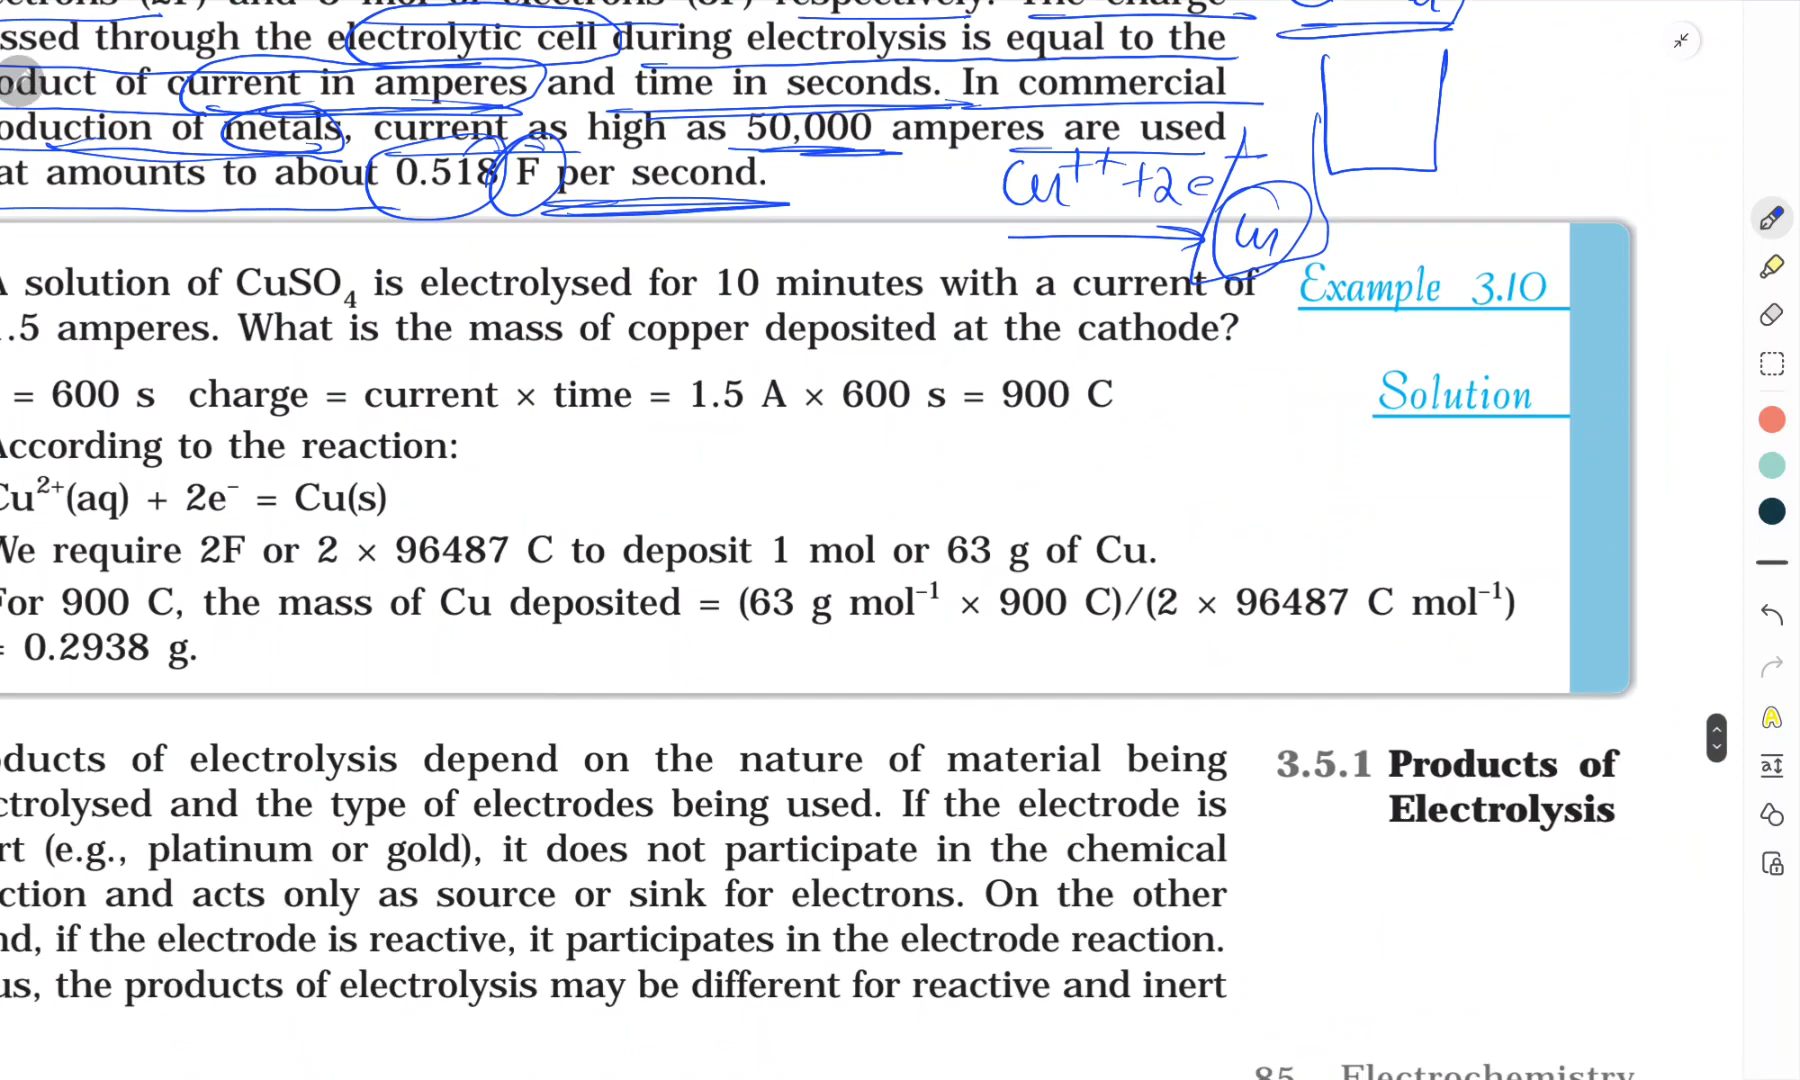 ssed through the electrolytic cell during electrolysis is equal to the
oduct of current in amperes and time in seconds. In commercial
oduction of metals, current as high as 50,000 amperes are used
at amounts to about 0.518 F per second.
Cu++ + 2e
Cu
A solution of CuSO4 is electrolysed for 10 minutes with a current of
.5 amperes. What is the mass of copper deposited at the cathode?
Example 3.10
= 600 s charge = current × time = 1.5 A × 600 s = 900 C
Solution
According to the reaction:
Cu2+(aq) + 2e– = Cu(s)
We require 2F or 2 × 96487 C to deposit 1 mol or 63 g of Cu.
For 900 C, the mass of Cu deposited = (63 g mol–1 × 900 C)/(2 × 96487 C mol–1)
= 0.2938 g.
oducts of electrolysis depend on the nature of material being
ctrolysed and the type of electrodes being used. If the electrode is
rt (e.g., platinum or gold), it does not participate in the chemical
ction and acts only as source or sink for electrons. On the other
nd, if the electrode is reactive, it participates in the electrode reaction.
us, the products of electrolysis may be different for reactive and inert
3.5.1 Products of
Electrolysis
85 Electrochemistry